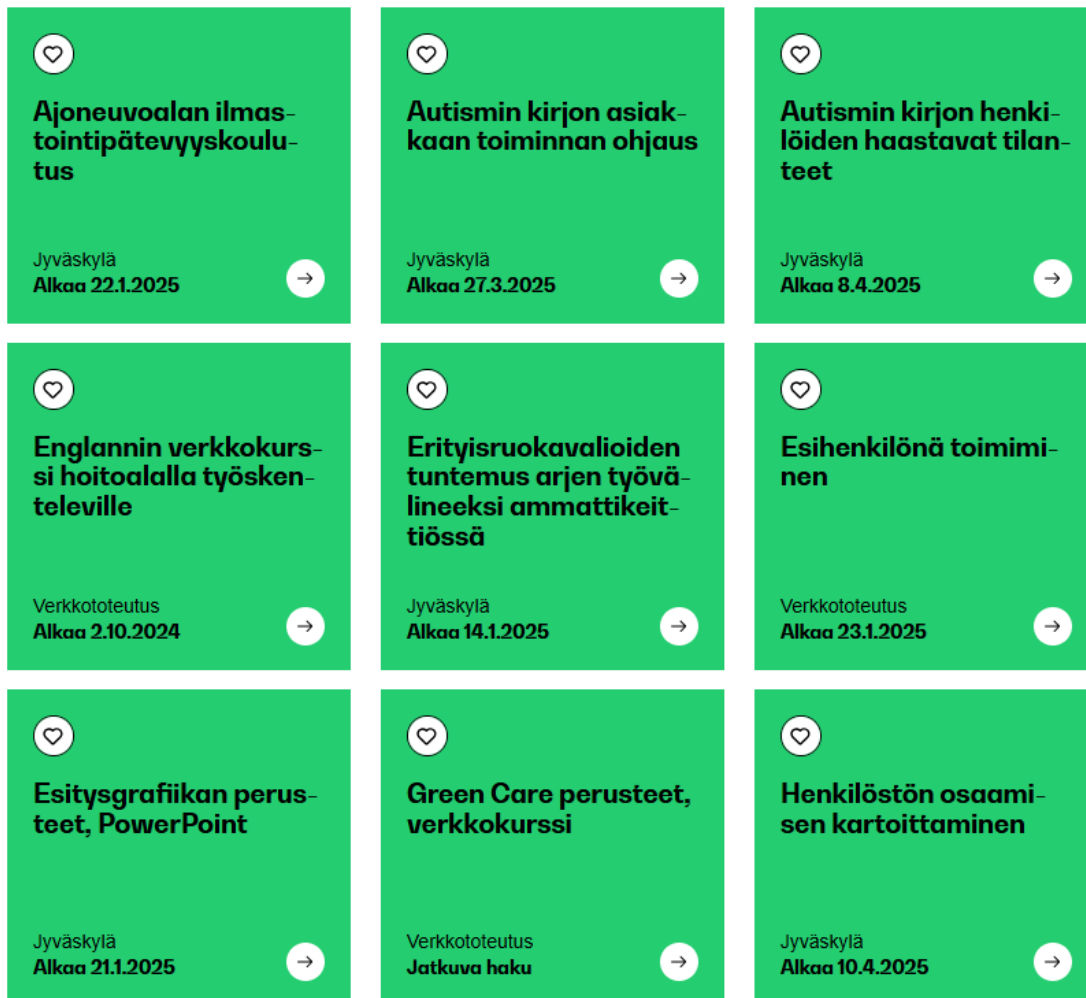 Ajoneuvoalan ilmas-
tointipätevyyskoulu-
tus
Jyväskylä
Alkaa 22.1.2025
Autismin kirjon asiak-
kaan toiminnan ohjaus
Jyväskylä
Alkaa 27.3.2025
Autismin kirjon henki-
löiden haastavat tilan-
teet
Jyväskylä
Alkaa 8.4.2025
Englannin verkkokurs-
si hoitoalalla työsken-
televille
Verkkototeutus
Alkaa 2.10.2024
Erityisruokavalioiden
tuntemus arjen työvä-
lineeksi ammattikeit-
tiössä
Jyväskylä
Alkaa 14.1.2025
Esihenkilönä toimimi-
nen
Verkkototeutus
Alkaa 23.1.2025
Esitysgrafiikan perus-
teet, PowerPoint
Jyväskylä
Alkaa 21.1.2025
Green Care perusteet,
verkkokurssi
Verkkototeutus
Jatkuva haku
Henkilöstön osaami-
sen kartoittaminen
Jyväskylä
Alkaa 10.4.2025